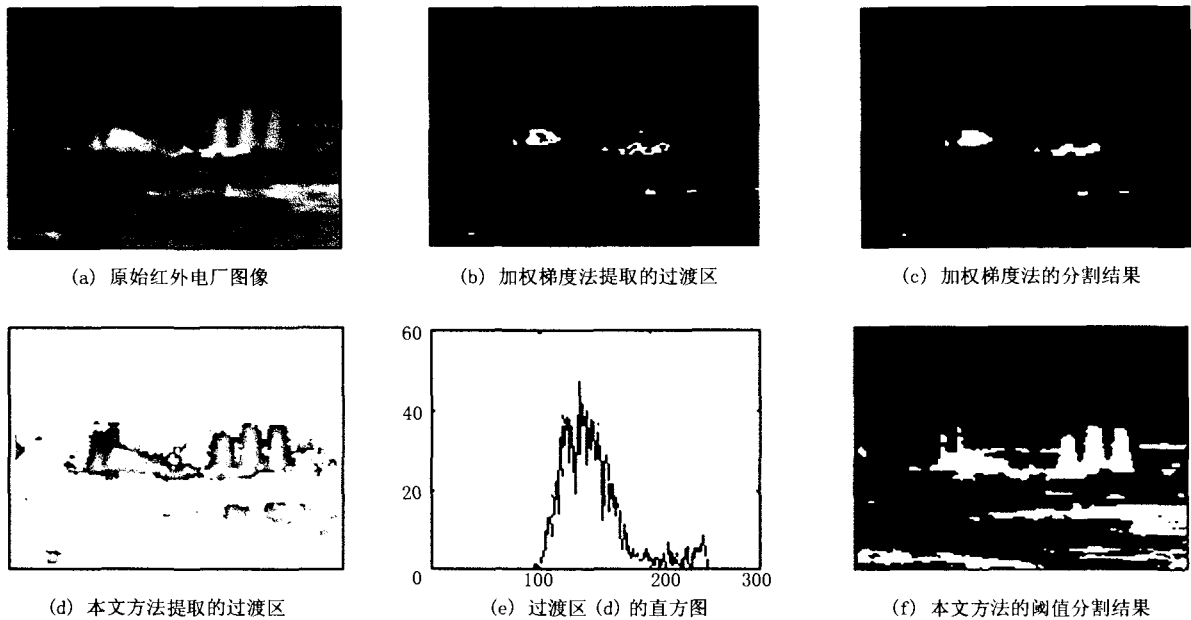 (a) 原始红外电厂图像
(b) 加权梯度法提取的过渡区
(c) 加权梯度法的分割结果
60
40
20
0
100
200
300
(d) 本文方法提取的过渡区
(e) 过渡区 (d) 的直方图
(f) 本文方法的阈值分割结果